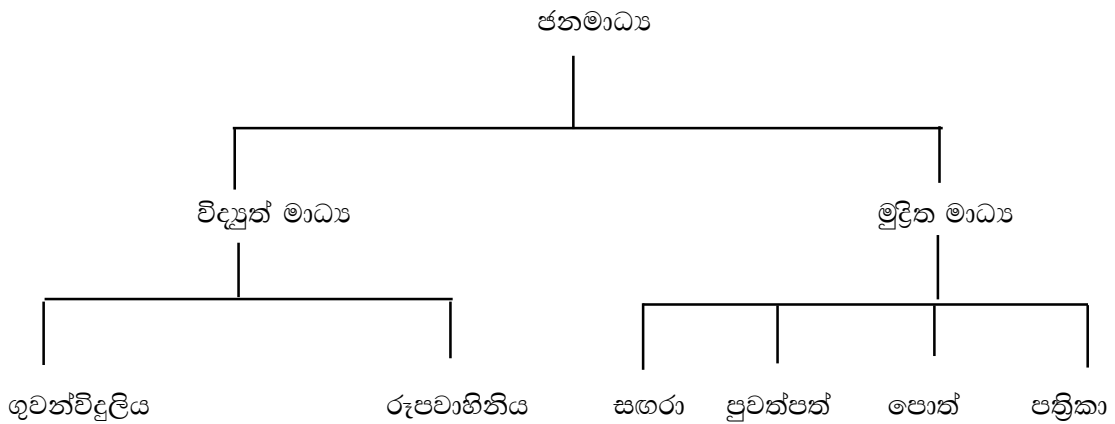 ජනමාධ්‍ය
විද්‍යුත් මාධ්‍ය මුද්‍රිත මාධ්‍ය
ගුවන්විදුලිය රූපවාහිනිය සඟරා පුවත්පත් පොත් පත්‍රිකා